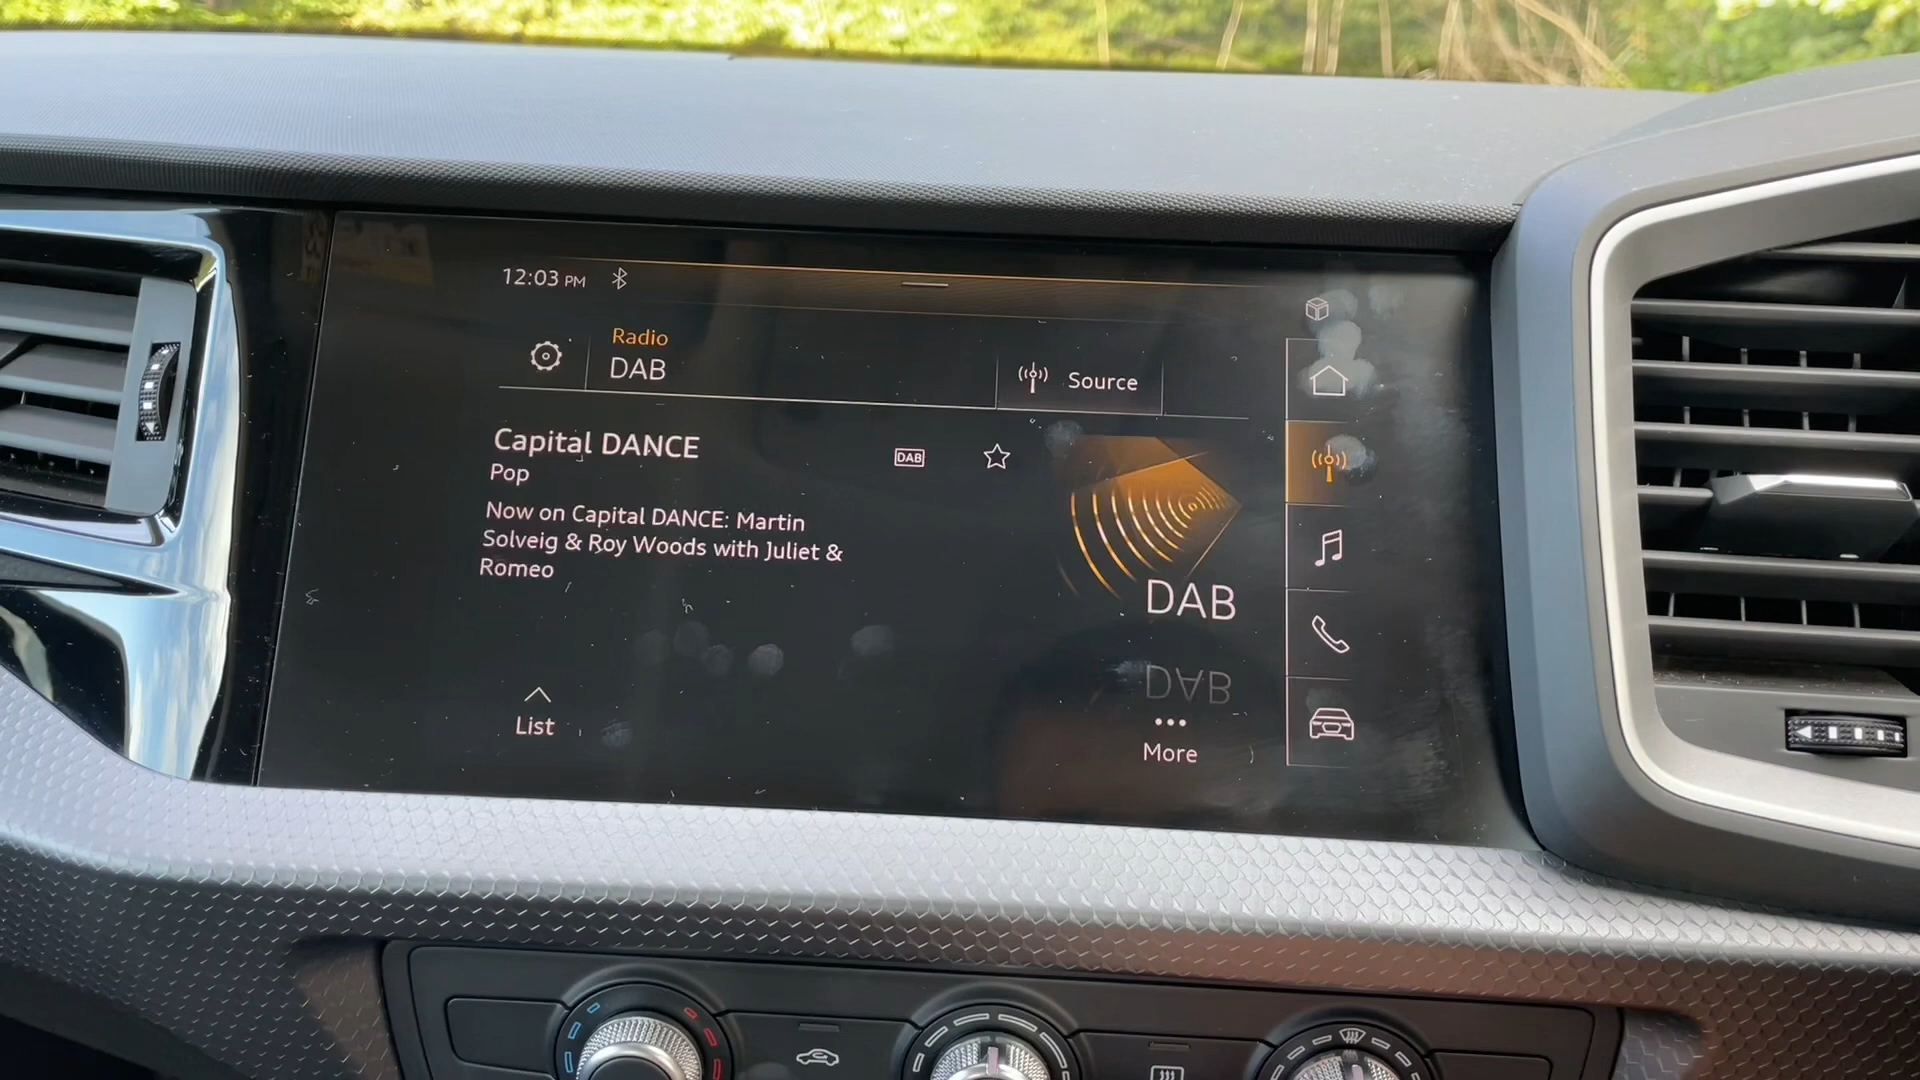 12:03 PM
Radio
DAB
Source
Capital DANCE
DAB
Pop
Now on Capital DANCE: Martin
Solveig & Roy Woods with Juliet &
Romeo
DAB
List
More